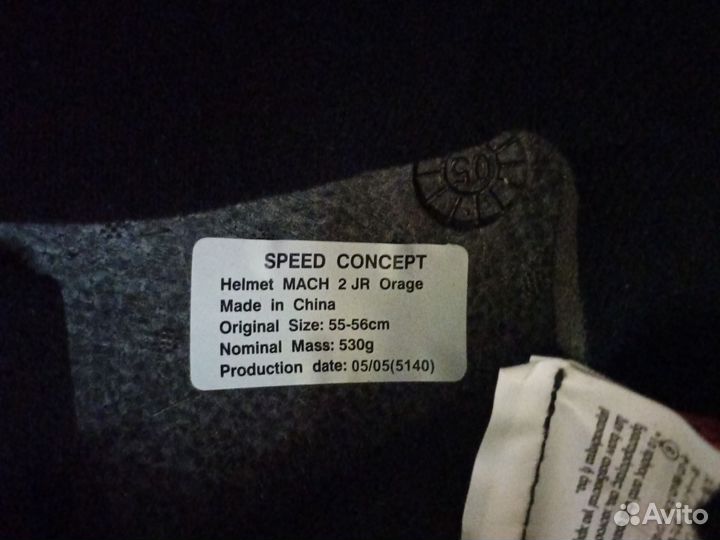 05
SPEED CONCEPT
Helmet MACH 2 JR Orage
Made in China
Original Size: 55-56cm
Nominal Mass: 530g
Production date: 05/05(5140)
Avito